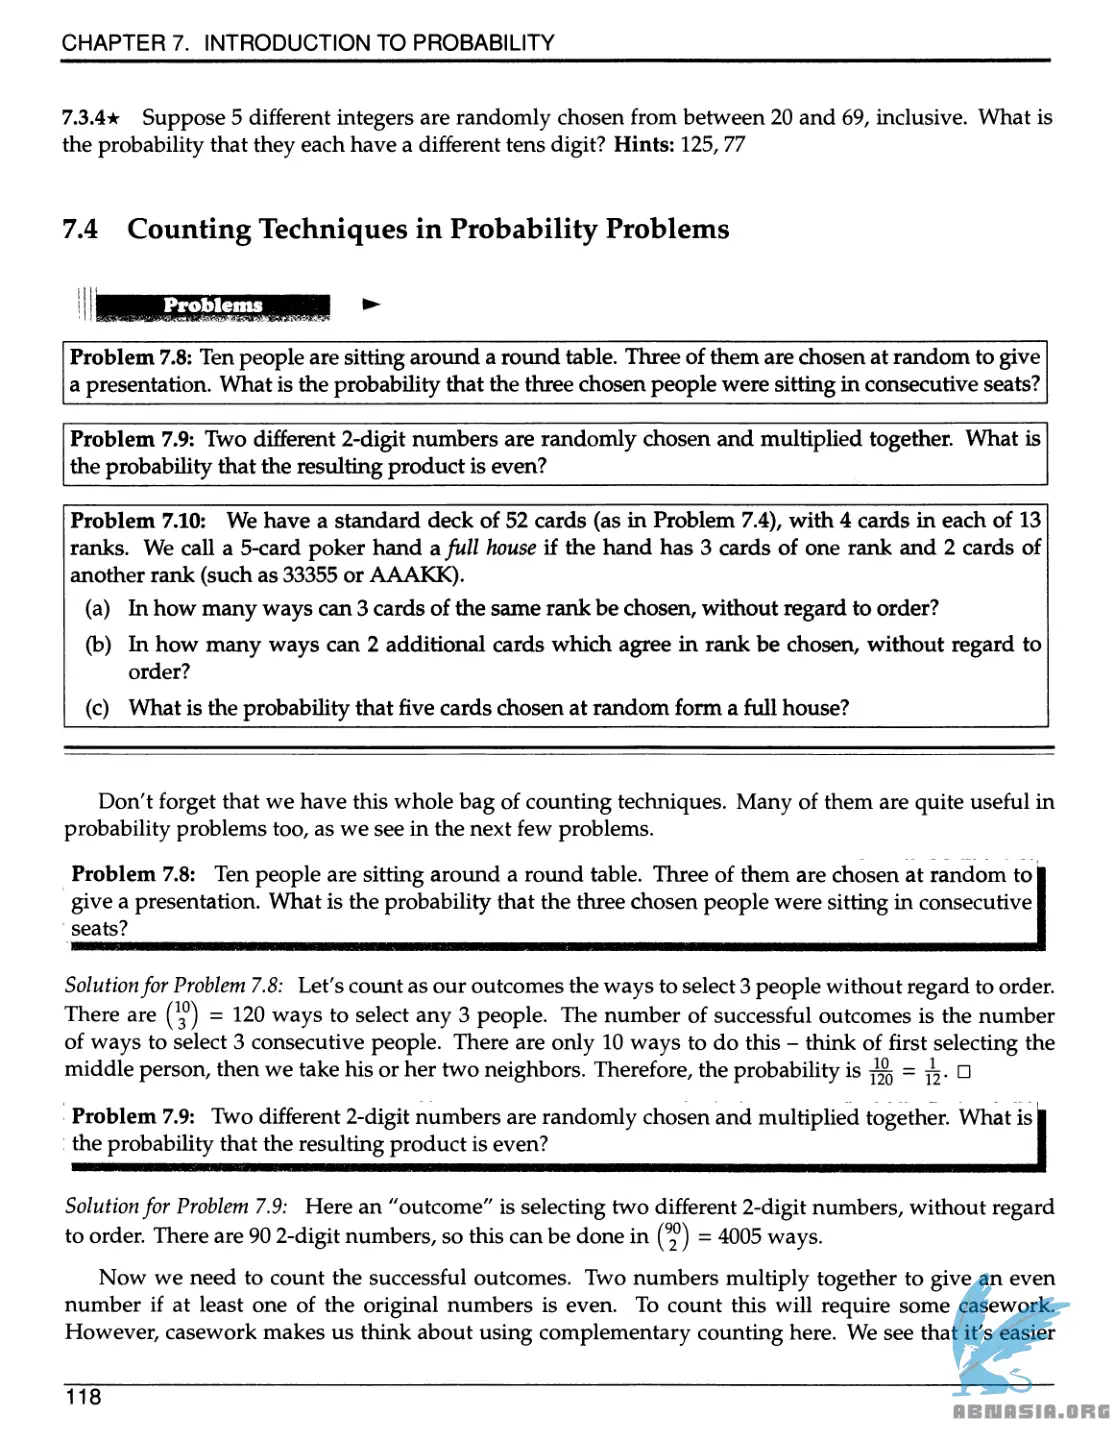 CHAPTER 7. INTRODUCTION TO PROBABILITY
7.3.4★ Suppose 5 different integers are randomly chosen from between 20 and 69, inclusive. What is
the probability that they each have a different tens digit? Hints: 125, 77
7.4 Counting Techniques in Probability Problems
Problems
Problem 7.8: Ten people are sitting around a round table. Three of them are chosen at random to give
a presentation. What is the probability that the three chosen people were sitting in consecutive seats?
Problem 7.9: Two different 2-digit numbers are randomly chosen and multiplied together. What is
the probability that the resulting product is even?
Problem 7.10: We have a standard deck of 52 cards (as in Problem 7.4), with 4 cards in each of 13
ranks. We call a 5-card poker hand a full house if the hand has 3 cards of one rank and 2 cards of
another rank (such as 33355 or AAAKK).
(a) In how many ways can 3 cards of the same rank be chosen, without regard to order?
(b) In how many ways can 2 additional cards which agree in rank be chosen, without regard to
order?
(c) What is the probability that five cards chosen at random form a full house?
Don't forget that we have this whole bag of counting techniques. Many of them are quite useful in
probability problems too, as we see in the next few problems.
Problem 7.8: Ten people are sitting around a round table. Three of them are chosen at random to
give a presentation. What is the probability that the three chosen people were sitting in consecutive
seats?
Solution for Problem 7.8: Let's count as our outcomes the ways to select 3 people without regard to order.
There are (10 3) = 120 ways to select any 3 people. The number of successful outcomes is the number
of ways to select 3 consecutive people. There are only 10 ways to do this – think of first selecting the
middle person, then we take his or her two neighbors. Therefore, the probability is 10/120 = 1/12. □
Problem 7.9: Two different 2-digit numbers are randomly chosen and multiplied together. What is
the probability that the resulting product is even?
Solution for Problem 7.9: Here an "outcome" is selecting two different 2-digit numbers, without regard
to order. There are 90 2-digit numbers, so this can be done in (90 2) = 4005 ways.
Now we need to count the successful outcomes. Two numbers multiply together to give an even
number if at least one of the original numbers is even. To count this will require some casework.
However, casework makes us think about using complementary counting here. We see that it's easier
118
ABNASIA.ORG